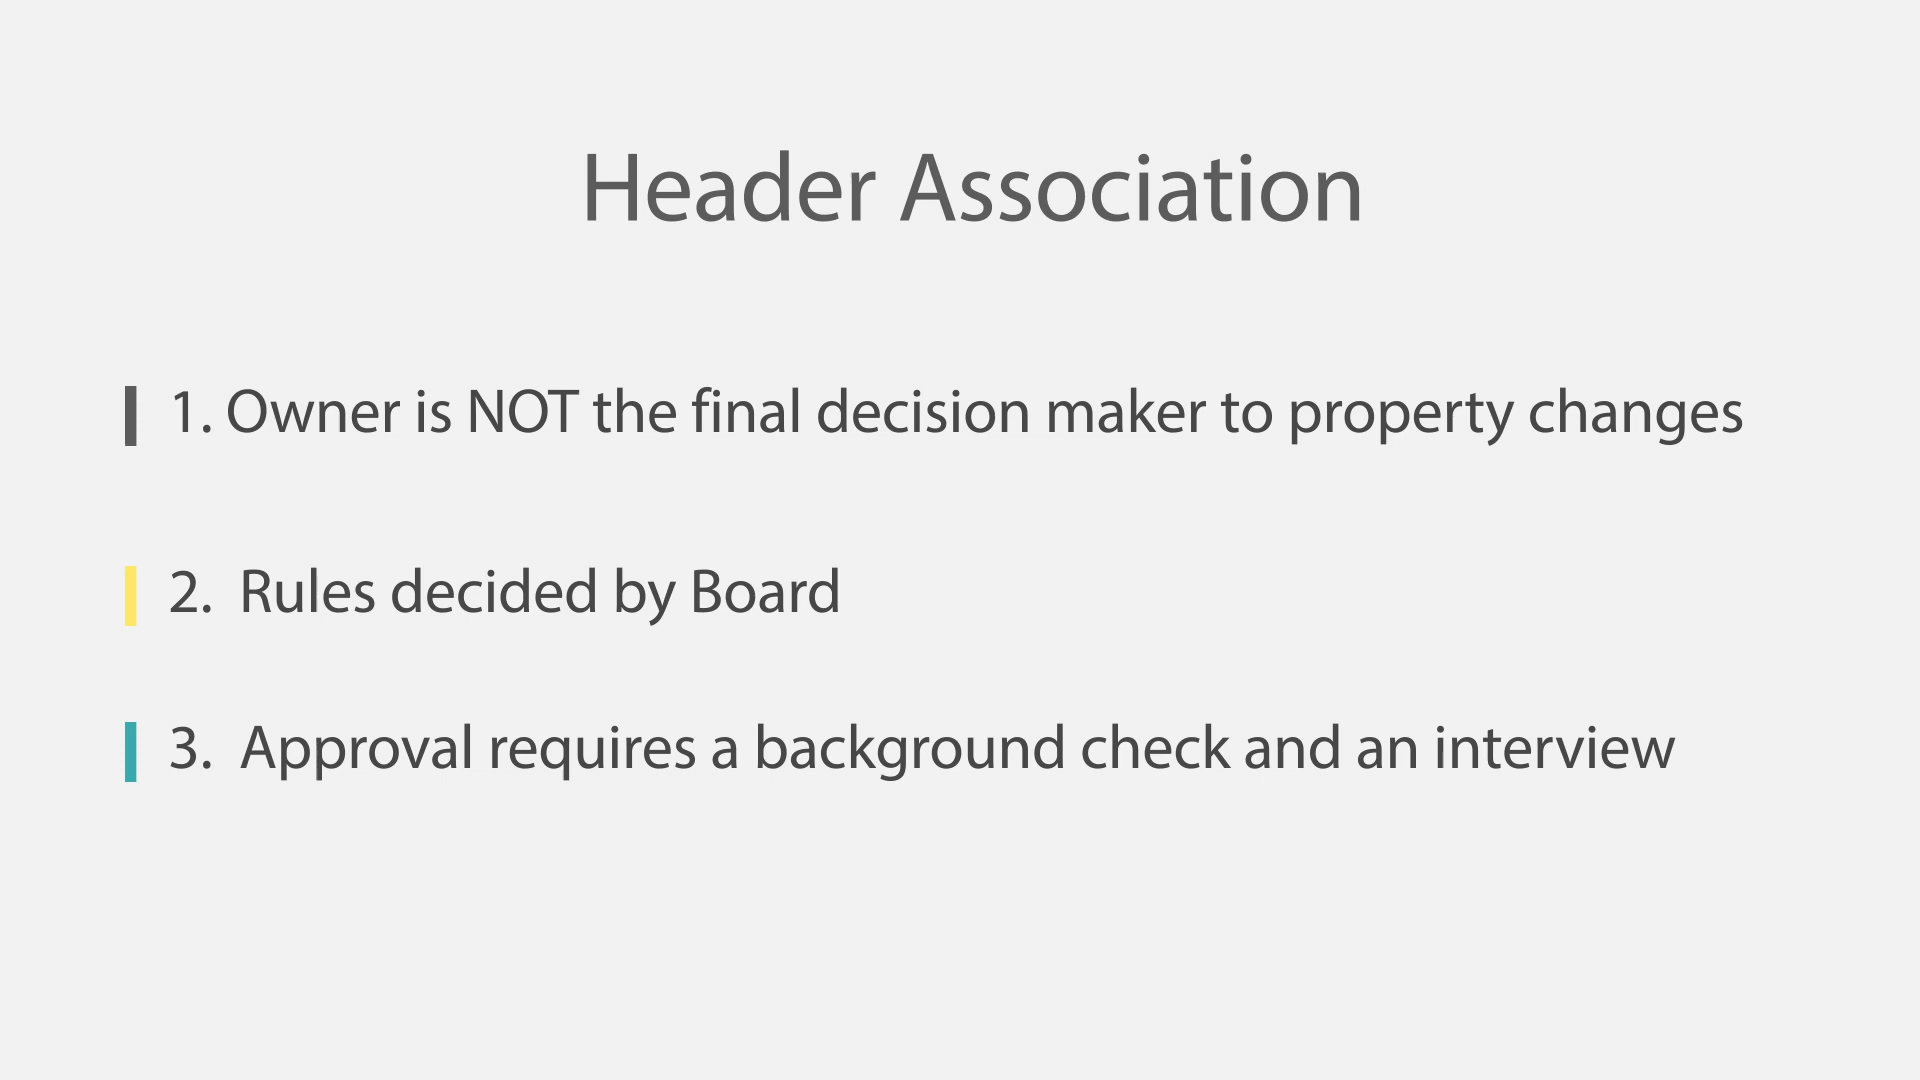 Header Association
1. Owner is NOT the final decision maker to property changes
2. Rules decided by Board
3. Approval requires a background check and an interview